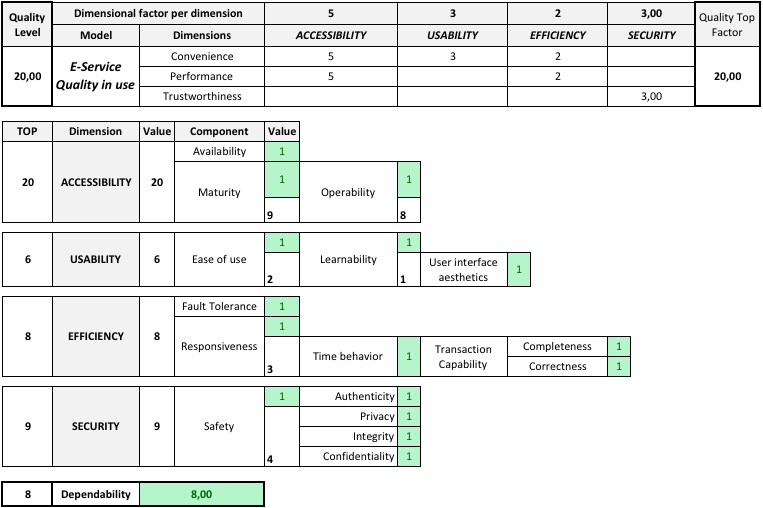 Quality Level Dimensional factor per dimension 5 3 2 3,00 Quality Top Factor
Model Dimensions ACCESSIBILITY USABILITY EFFICIENCY SECURITY
20,00 E-Service Quality in use Convenience 5 3 2 20,00
Performance 5 2
Trustworthiness 3,00
TOP Dimension Value Component Value
20 ACCESSIBILITY 20 Availability 1
Maturity 1 Operability 1
9 8
6 USABILITY 6 Ease of use 1 Learnability 1
2 1 User interface aesthetics 1
8 EFFICIENCY 8 Fault Tolerance 1
Responsiveness 1
3 Time behavior 1 Transaction Capability Completeness 1
Correctness 1
9 SECURITY 9 Safety 1 Authenticity 1
Privacy 1
Integrity 1
4 Confidentiality 1
8 Dependability 8,00